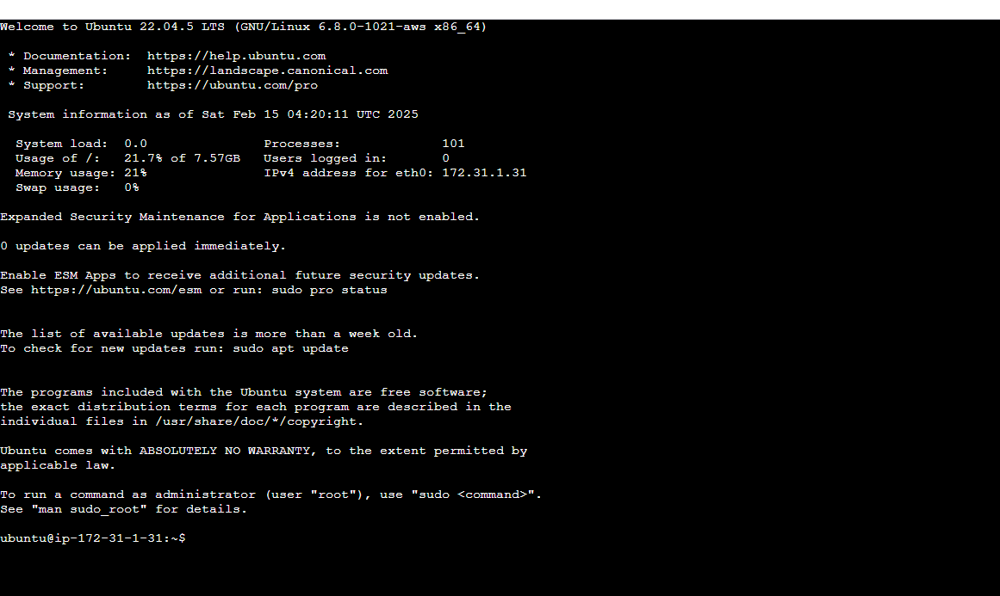 Welcome to Ubuntu 22.04.5 LTS (GNU/Linux 6.8.0-1021-aws x86_64)

 * Documentation:  https://help.ubuntu.com
 * Management:     https://landscape.canonical.com
 * Support:        https://ubuntu.com/pro

 System information as of Sat Feb 15 04:20:11 UTC 2025

  System load:  0.0               Processes:             101
  Usage of /:   21.7% of 7.57GB   Users logged in:       0
  Memory usage: 21%               IPv4 address for eth0: 172.31.1.31
  Swap usage:   0%

Expanded Security Maintenance for Applications is not enabled.

0 updates can be applied immediately.

Enable ESM Apps to receive additional future security updates.
See https://ubuntu.com/esm or run: sudo pro status


The list of available updates is more than a week old.
To check for new updates run: sudo apt update


The programs included with the Ubuntu system are free software;
the exact distribution terms for each program are described in the
individual files in /usr/share/doc/*/copyright.

Ubuntu comes with ABSOLUTELY NO WARRANTY, to the extent permitted by
applicable law.

To run a command as administrator (user "root"), use "sudo <command>".
See "man sudo_root" for details.

ubuntu@ip-172-31-1-31:~$